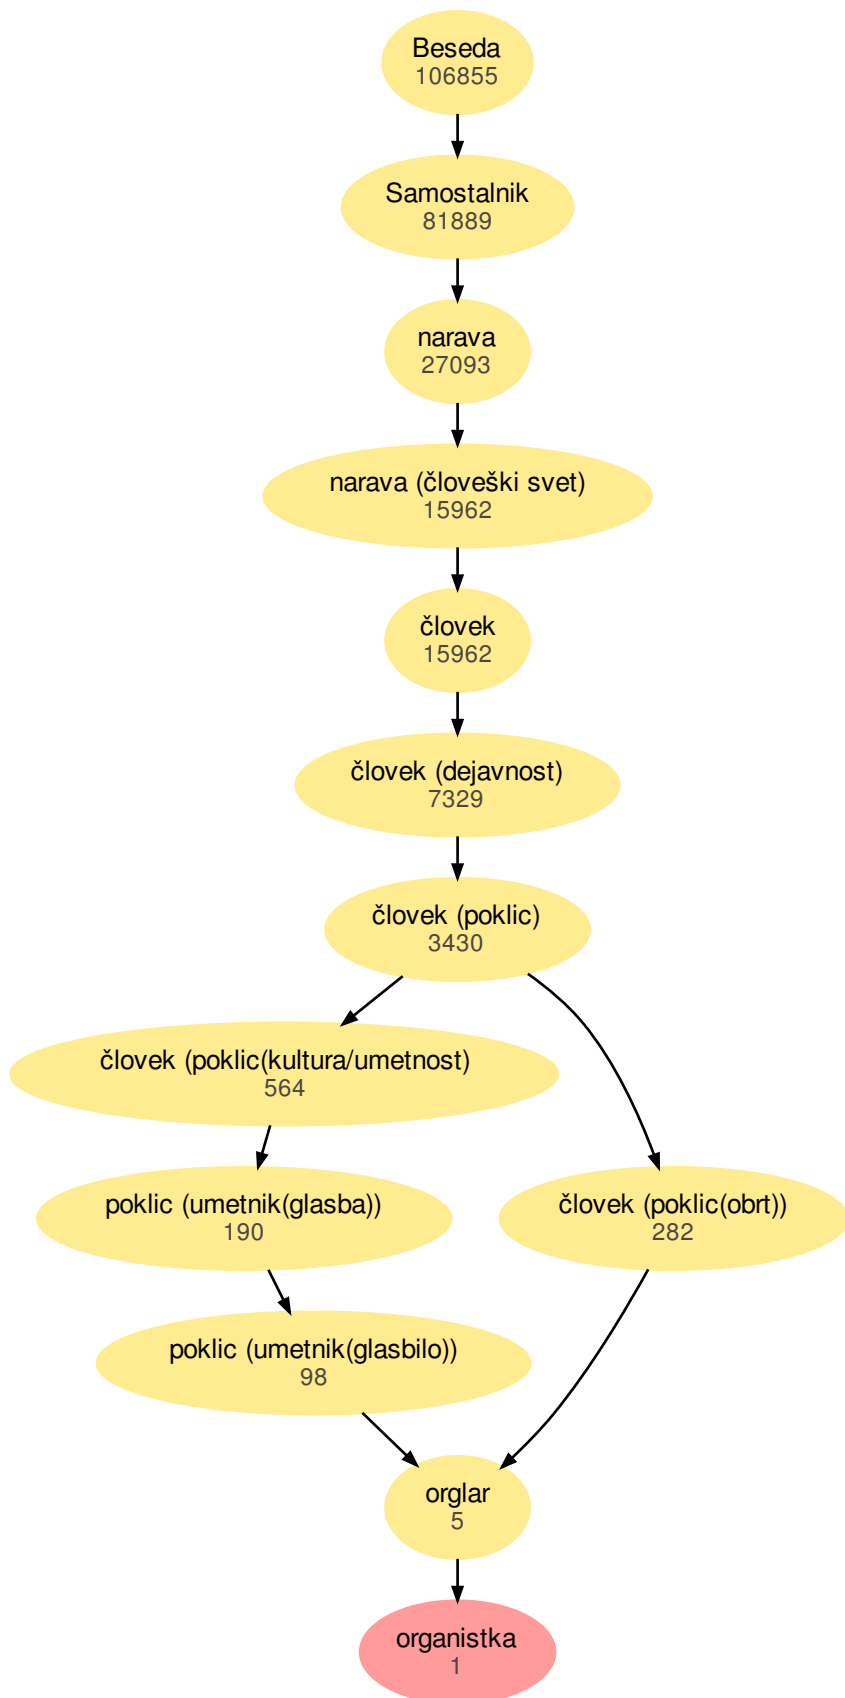 Beseda
106855
Samostalnik
81889
narava
27093
narava (človeški svet)
15962
človek
15962
človek (dejavnost)
7329
človek (poklic)
3430
človek (poklic(kultura/umetnost)
564
poklic (umetnik(glasba))
190
človek (poklic(obrt))
282
poklic (umetnik(glasbilo))
98
orglar
5
organistka
1